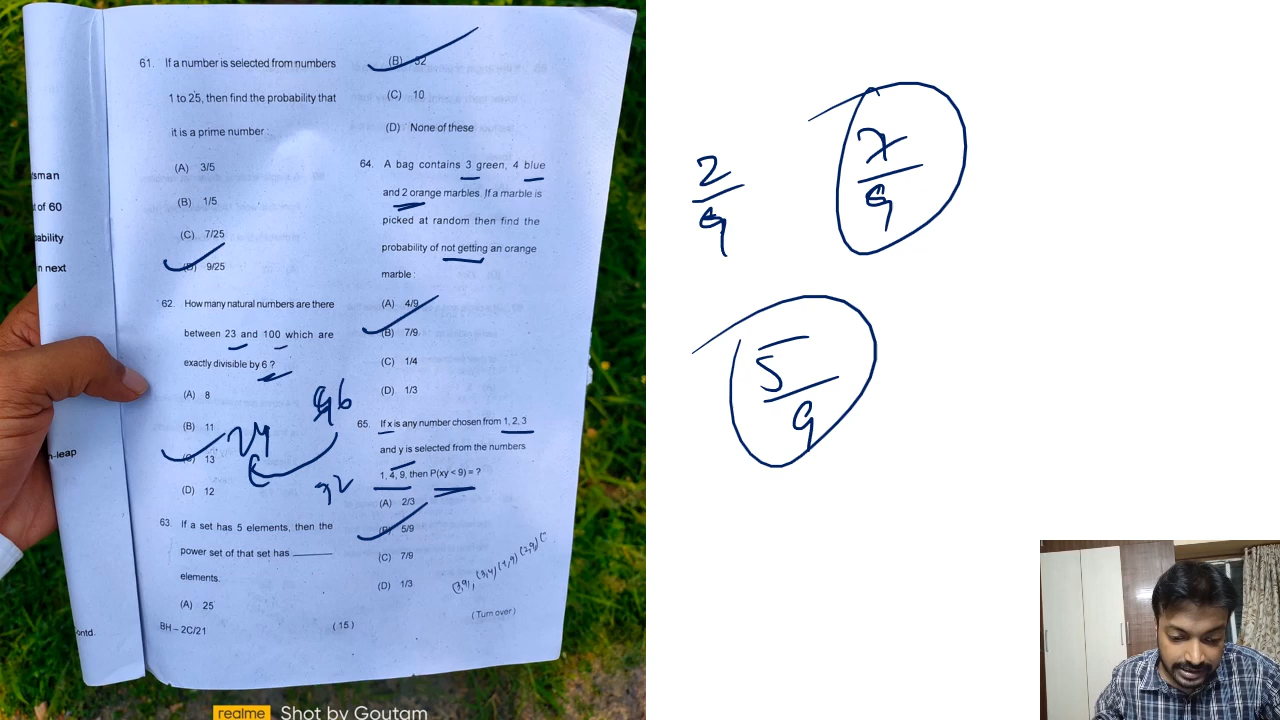 61. If a number is selected from numbers
1 to 25, then find the probability that
it is a prime number :
(A) 3/5
(B) 1/5
(C) 7/25
(D) 9/25
62. How many natural numbers are there
between 23 and 100 which are
exactly divisible by 6 ?
(A) 8
(B) 11
(C) 13
(D) 12
96
24
63. If a set has 5 elements, then the
power set of that set has ______
elements.
(A) 25
BH – 2C/21
(B) 32
(C) 10
(D) None of these
64. A bag contains 3 green, 4 blue
and 2 orange marbles. If a marble is
picked at random then find the
probability of not getting an orange
marble :
(A) 4/9
(B) 7/9
(C) 1/4
(D) 1/3
65. If x is any number chosen from 1, 2, 3
and y is selected from the numbers
1, 4, 9, then P(xy < 9) = ?
(A) 2/3
(B) 5/9
(C) 7/9
(D) 1/3
( 15 )
( Turn over )
sman
of 60
ability
n next
-leap
ontd.
2/9
7/9
5/9
realme Shot by Goutam